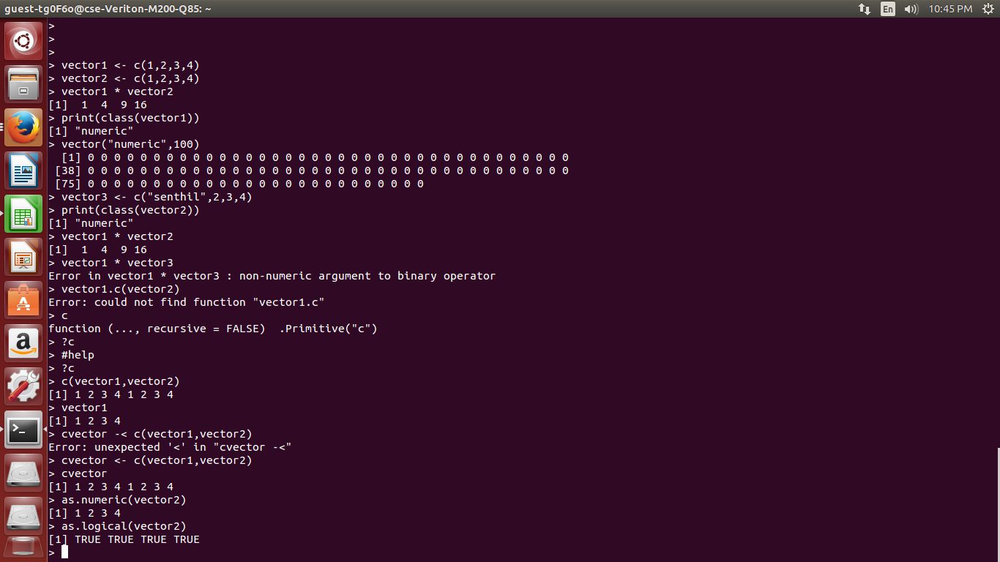 guest-tg0F6o@cse-Veriton-M200-Q85: ~
En
10:45 PM
>
>
>
> vector1 <- c(1,2,3,4)
> vector2 <- c(1,2,3,4)
> vector1 * vector2
[1]  1  4  9 16
> print(class(vector1))
[1] "numeric"
> vector("numeric",100)
  [1] 0 0 0 0 0 0 0 0 0 0 0 0 0 0 0 0 0 0 0 0 0 0 0 0 0 0 0 0 0 0 0 0 0 0 0 0 0
 [38] 0 0 0 0 0 0 0 0 0 0 0 0 0 0 0 0 0 0 0 0 0 0 0 0 0 0 0 0 0 0 0 0 0 0 0 0 0
 [75] 0 0 0 0 0 0 0 0 0 0 0 0 0 0 0 0 0 0 0 0 0 0 0 0 0 0
> vector3 <- c("senthil",2,3,4)
> print(class(vector2))
[1] "numeric"
> vector1 * vector2
[1]  1  4  9 16
> vector1 * vector3
Error in vector1 * vector3 : non-numeric argument to binary operator
> vector1.c(vector2)
Error: could not find function "vector1.c"
> c
function (..., recursive = FALSE)  .Primitive("c")
> ?c
> #help
> ?c
> c(vector1,vector2)
[1] 1 2 3 4 1 2 3 4
> vector1
[1] 1 2 3 4
> cvector -< c(vector1,vector2)
Error: unexpected '<' in "cvector -<"
> cvector <- c(vector1,vector2)
> cvector
[1] 1 2 3 4 1 2 3 4
> as.numeric(vector2)
[1] 1 2 3 4
> as.logical(vector2)
[1] TRUE TRUE TRUE TRUE
>